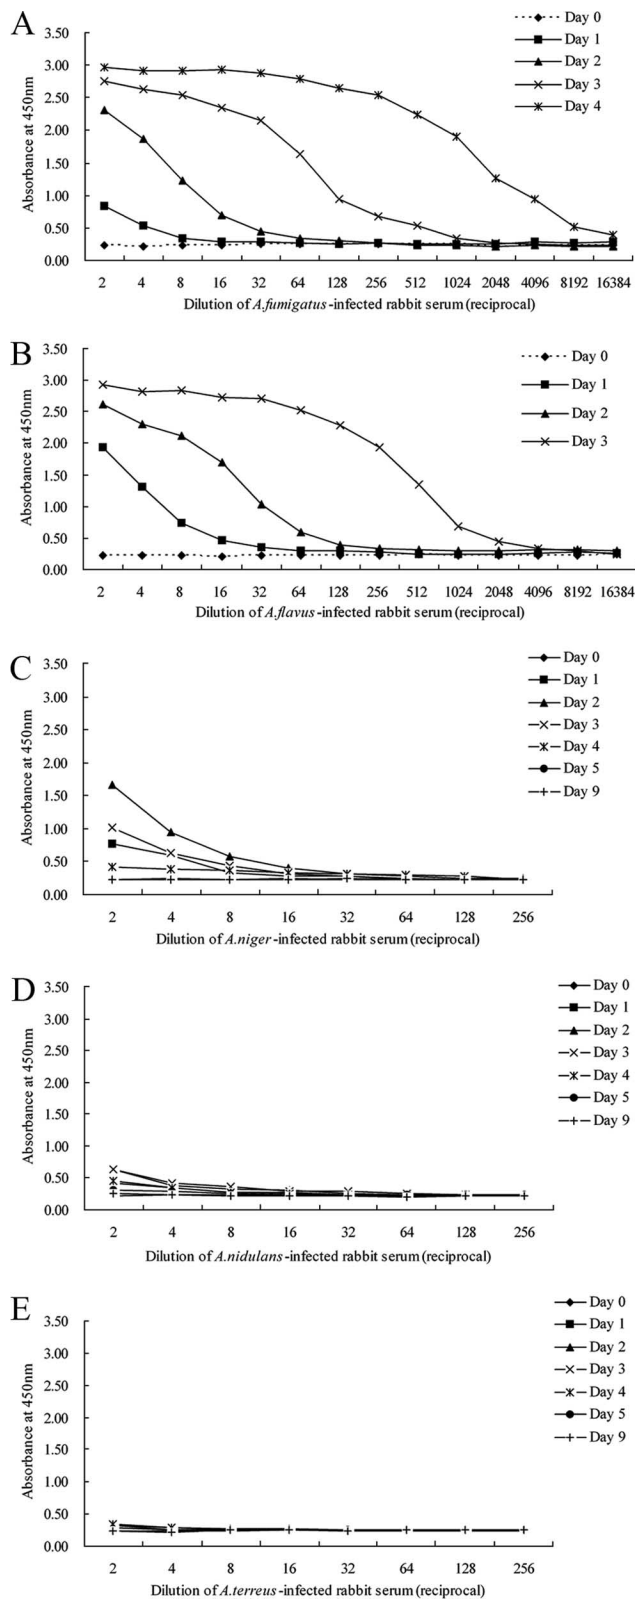 A
Absorbance at 450nm
3.50
3.00
2.50
2.00
1.50
1.00
0.50
0.00
Day 0
Day 1
Day 2
Day 3
Day 4
2 4 8 16 32 64 128 256 512 1024 2048 4096 8192 16384
Dilution of A.fumigatus-infected rabbit serum (reciprocal)
B
Absorbance at 450nm
3.50
3.00
2.50
2.00
1.50
1.00
0.50
0.00
Day 0
Day 1
Day 2
Day 3
2 4 8 16 32 64 128 256 512 1024 2048 4096 8192 16384
Dilution of A.flavus-infected rabbit serum (reciprocal)
C
Absorbance at 450nm
3.50
3.00
2.50
2.00
1.50
1.00
0.50
0.00
Day 0
Day 1
Day 2
Day 3
Day 4
Day 5
Day 9
2 4 8 16 32 64 128 256
Dilution of A.niger-infected rabbit serum (reciprocal)
D
Absorbance at 450nm
3.50
3.00
2.50
2.00
1.50
1.00
0.50
0.00
Day 0
Day 1
Day 2
Day 3
Day 4
Day 5
Day 9
2 4 8 16 32 64 128 256
Dilution of A.nidulans-infected rabbit serum (reciprocal)
E
Absorbance at 450nm
3.50
3.00
2.50
2.00
1.50
1.00
0.50
0.00
Day 0
Day 1
Day 2
Day 3
Day 4
Day 5
Day 9
2 4 8 16 32 64 128 256
Dilution of A.terreus-infected rabbit serum (reciprocal)